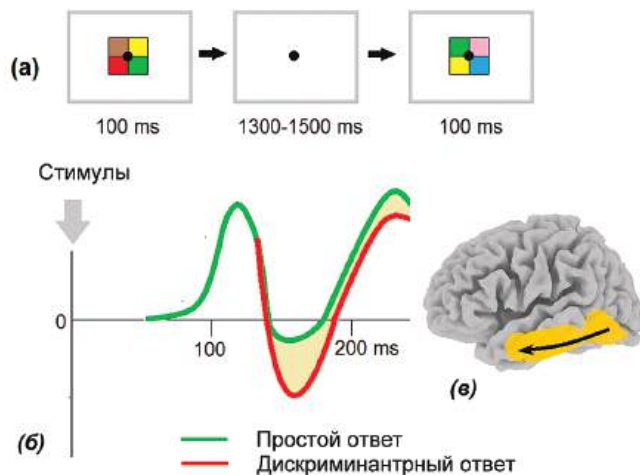 (а)
100 ms
1300-1500 ms
100 ms
Стимулы
0
100
200 ms
(б)
(в)
Простой ответ
Дискриминантрный ответ